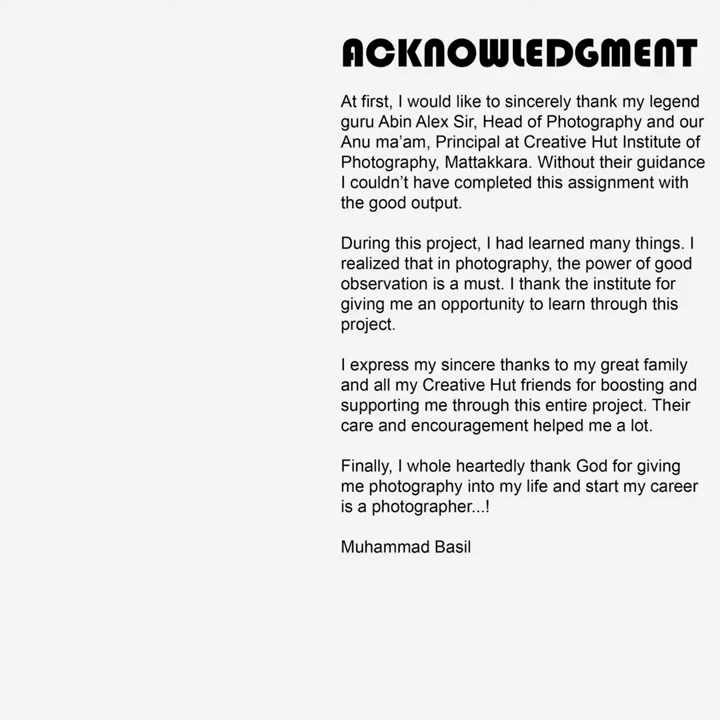 ACKNOWLEDGMENT
At first, I would like to sincerely thank my legend
guru Abin Alex Sir, Head of Photography and our
Anu ma’am, Principal at Creative Hut Institute of
Photography, Mattakkara. Without their guidance
I couldn’t have completed this assignment with
the good output.
During this project, I had learned many things. I
realized that in photography, the power of good
observation is a must. I thank the institute for
giving me an opportunity to learn through this
project.
I express my sincere thanks to my great family
and all my Creative Hut friends for boosting and
supporting me through this entire project. Their
care and encouragement helped me a lot.
Finally, I whole heartedly thank God for giving
me photography into my life and start my career
is a photographer...!
Muhammad Basil